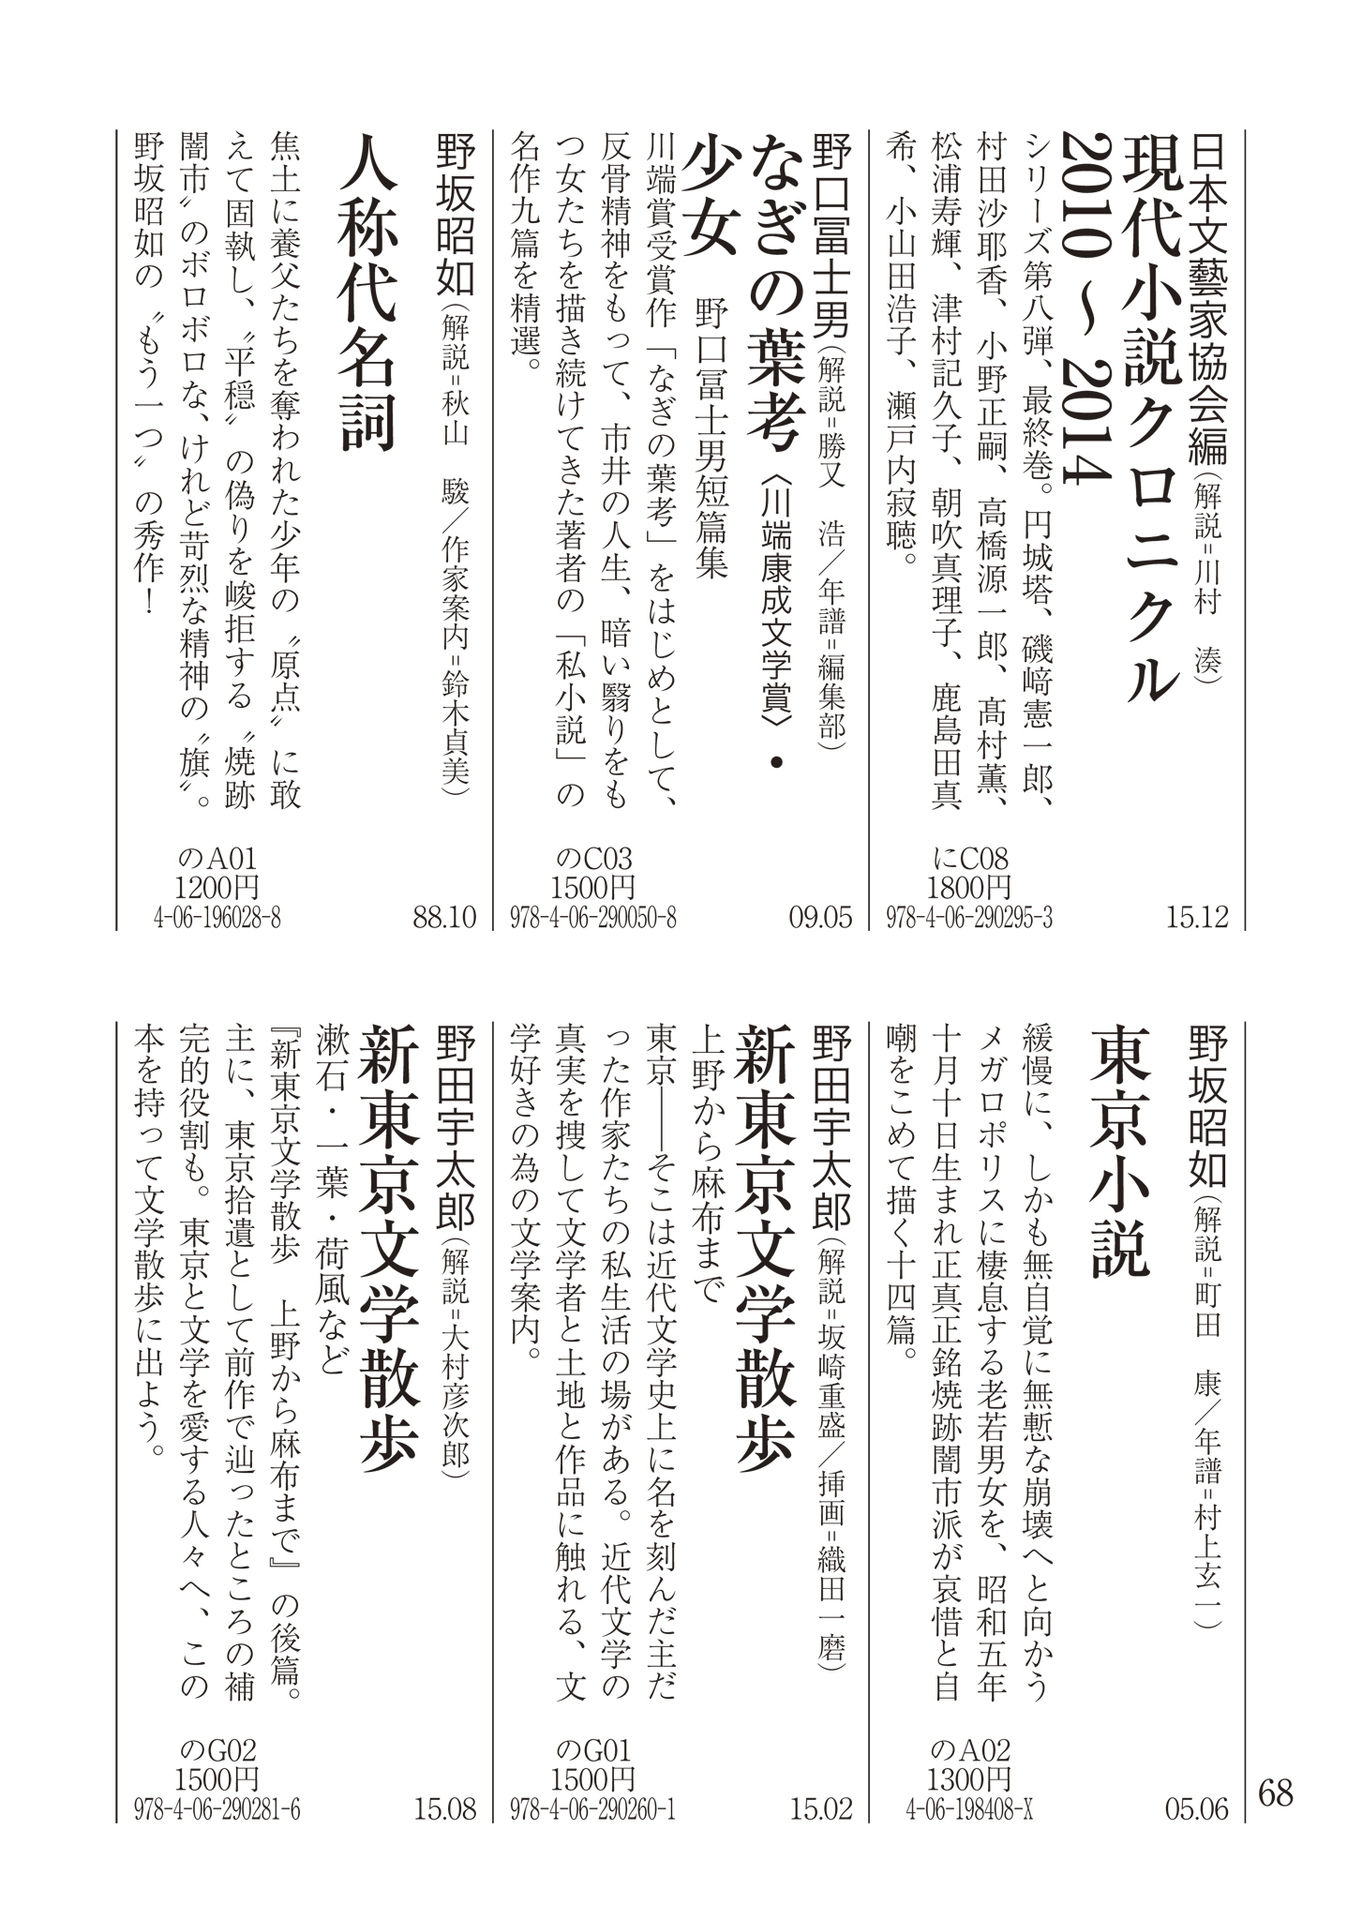 日本文藝家協会編（解説＝川村　湊）
現代小説クロニクル
2010～2014
シリーズ第八弾、最終巻。円城塔、磯﨑憲一郎、
村田沙耶香、小野正嗣、高橋源一郎、髙村薫、
松浦寿輝、津村記久子、朝吹真理子、鹿島田真
希、小山田浩子、瀬戸内寂聴。
にC08
1800円
978-4-06-290295-3
15.12
野口冨士男（解説＝勝又　浩／年譜＝編集部）
なぎの葉考〈川端康成文学賞〉・
少女　野口冨士男短篇集
川端賞受賞作「なぎの葉考」をはじめとして、
反骨精神をもって、市井の人生、暗い翳りをも
つ女たちを描き続けてきた著者の「私小説」の
名作九篇を精選。
のC03
1500円
978-4-06-290050-8
09.05
野坂昭如（解説＝秋山　駿／作家案内＝鈴木貞美）
人称代名詞
焦土に養父たちを奪われた少年の〝原点〟に敢
えて固執し、〝平穏〟の偽りを峻拒する〝焼跡
闇市〟のボロボロな、けれど苛烈な精神の〝旗〟。
野坂昭如の〝もう一つ〟の秀作！
のA01
1200円
4-06-196028-8
88.10
野坂昭如（解説＝町田　康／年譜＝村上玄一）
東京小説
緩慢に、しかも無自覚に無慙な崩壊へと向かう
メガロポリスに棲息する老若男女を、昭和五年
十月十日生まれ正真正銘焼跡闇市派が哀惜と自
嘲をこめて描く十四篇。
のA02
1300円
4-06-198408-X
05.06
野田宇太郎（解説＝坂崎重盛／挿画＝織田一磨）
新東京文学散歩
上野から麻布まで
東京――そこは近代文学史上に名を刻んだ主だ
った作家たちの私生活の場がある。近代文学の
真実を捜して文学者と土地と作品に触れる、文
学好きの為の文学案内。
のG01
1500円
978-4-06-290260-1
15.02
野田宇太郎（解説＝大村彦次郎）
新東京文学散歩
漱石・一葉・荷風など
『新東京文学散歩　上野から麻布まで』の後篇。
主に、東京拾遺として前作で辿ったところの補
完的役割も。東京と文学を愛する人々へ、この
本を持って文学散歩に出よう。
のG02
1500円
978-4-06-290281-6
15.08
68